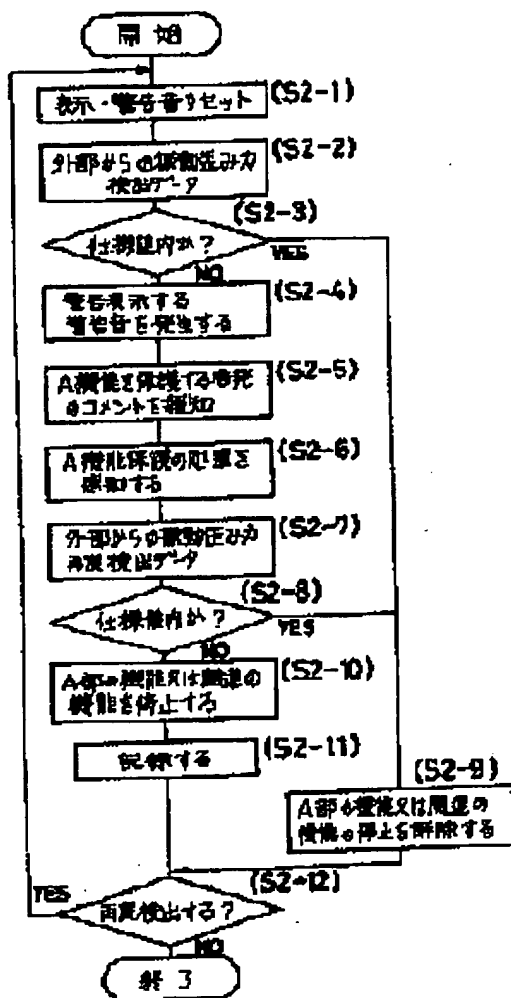 開始
表示・警告音リセット (S2-1)
外部からの振動歪み力 (S2-2)
検出データ
(S2-3)
仕様値内か?
YES
NO
警告表示する (S2-4)
警告音を発生する
A機能を保護する為発 (S2-5)
のコメントを報知
A機能保護の処理を (S2-6)
する
外部からの振動歪み力 (S2-7)
再度検出データ
(S2-8)
仕様値内か?
YES
NO
A部の機能又は関連の (S2-10)
機能を停止する
記録する (S2-11)
(S2-9)
A部の機能又は関連の
機能の停止を解除する
(S2-12)
YES
再度検出する?
NO
終了